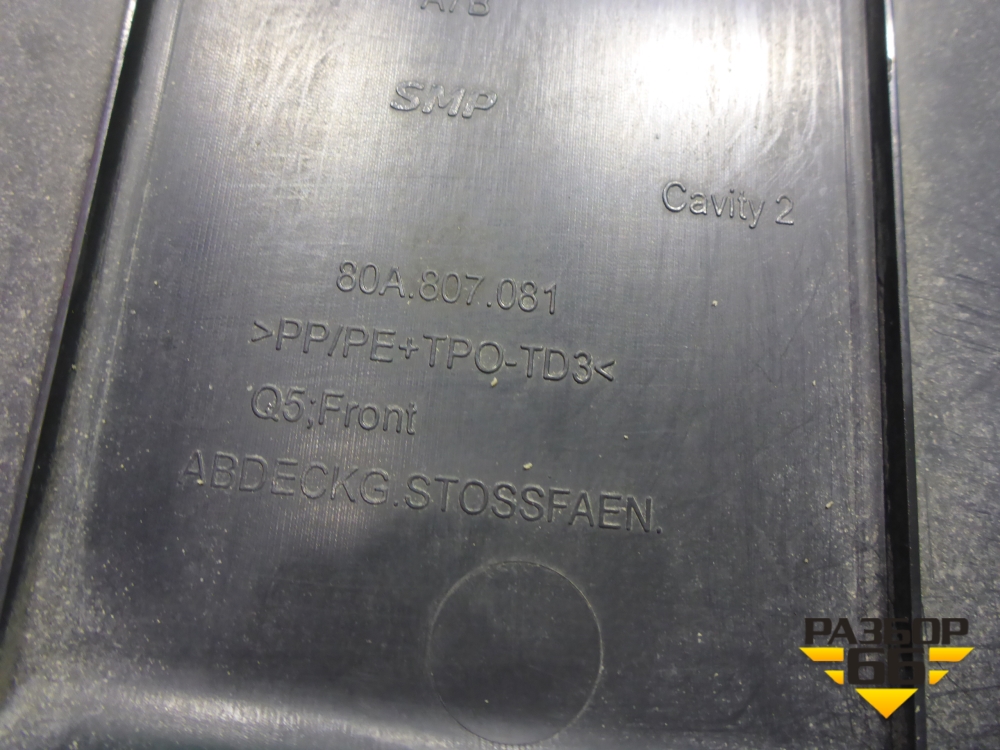 A/B
SMP
Cavity 2
80A.807.081
>PP/PE+TPO-TD3<
Q5;Front
ABDECKG.STOSSFAEN.
РАЗБОР
66